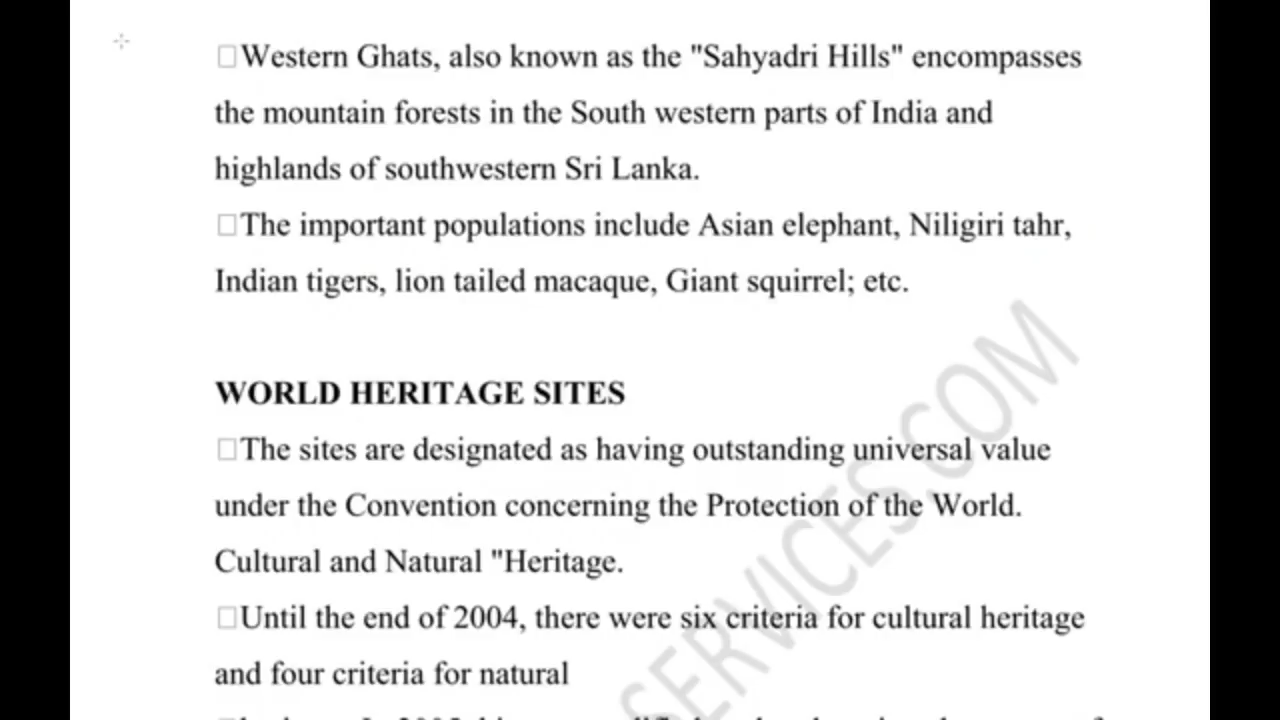 □Western Ghats, also known as the "Sahyadri Hills" encompasses
the mountain forests in the South western parts of India and
highlands of southwestern Sri Lanka.
□The important populations include Asian elephant, Niligiri tahr,
Indian tigers, lion tailed macaque, Giant squirrel; etc.
WORLD HERITAGE SITES
□The sites are designated as having outstanding universal value
under the Convention concerning the Protection of the World.
Cultural and Natural "Heritage.
□Until the end of 2004, there were six criteria for cultural heritage
and four criteria for natural
SERVICES.COM